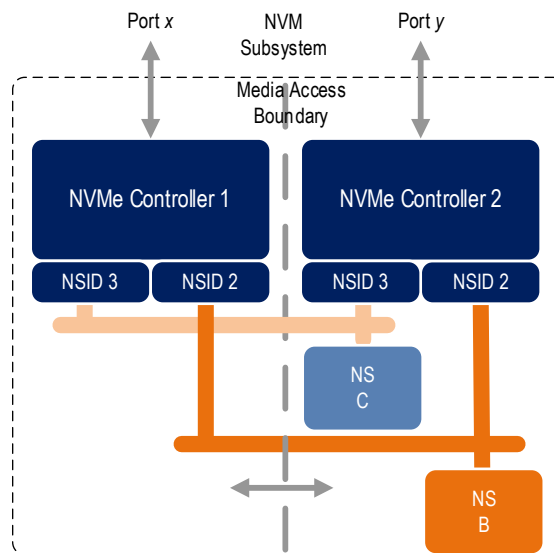 Port x
NVM
Subsystem
Port y
Media Access
Boundary
NVMe Controller 1
NVMe Controller 2
NSID 3
NSID 2
NSID 3
NSID 2
NS
C
NS
B